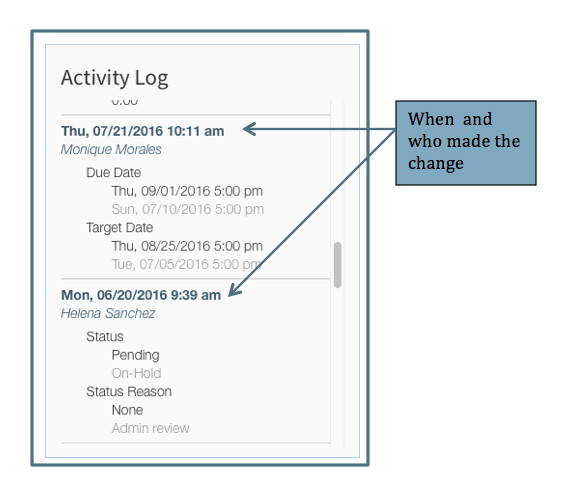 Activity Log
0.00
Thu, 07/21/2016 10:11 am
Monique Morales
Due Date
Thu, 09/01/2016 5:00 pm
Sun, 07/10/2016 5:00 pm
Target Date
Thu, 08/25/2016 5:00 pm
Tue, 07/05/2016 5:00 pm
Mon, 06/20/2016 9:39 am
Helena Sanchez
Status
Pending
On-Hold
Status Reason
None
Admin review
When and
who made the
change